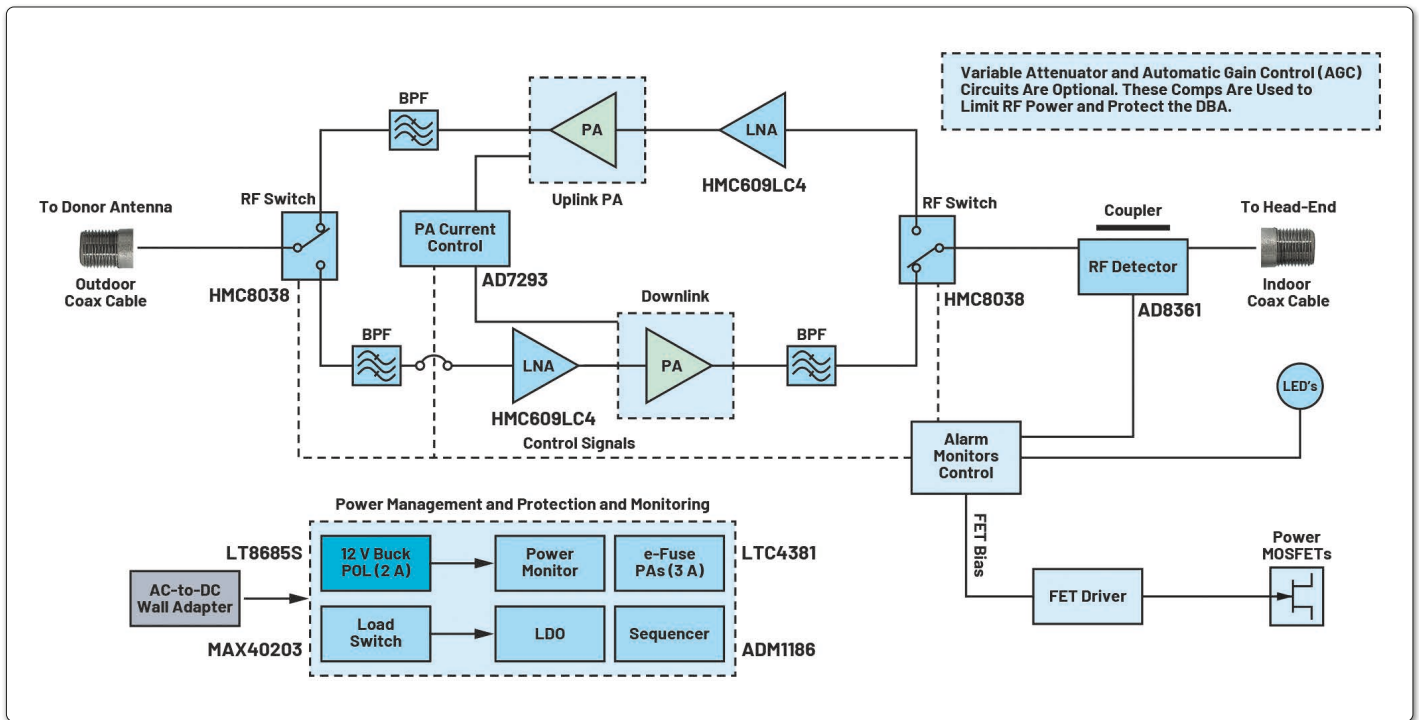 Variable Attenuator and Automatic Gain Control (AGC)
Circuits Are Optional. These Comps Are Used to
Limit RF Power and Protect the DBA.
BPF
PA
LNA
HMC609LC4
Uplink PA
To Donor Antenna
RF Switch
Outdoor
Coax Cable
HMC8038
PA Current
Control
AD7293
RF Switch
HMC8038
Coupler
RF Detector
AD8361
To Head-End
Indoor
Coax Cable
Downlink
BPF
LNA
HMC609LC4
PA
BPF
LED's
Control Signals
Alarm
Monitors
Control
FET Bias
FET Driver
Power
MOSFETs
Power Management and Protection and Monitoring
LT8685S
12 V Buck
POL (2 A)
Power
Monitor
e-Fuse
PAs (3 A)
LTC4381
AC-to-DC
Wall Adapter
MAX40203
Load
Switch
LDO
Sequencer
ADM1186